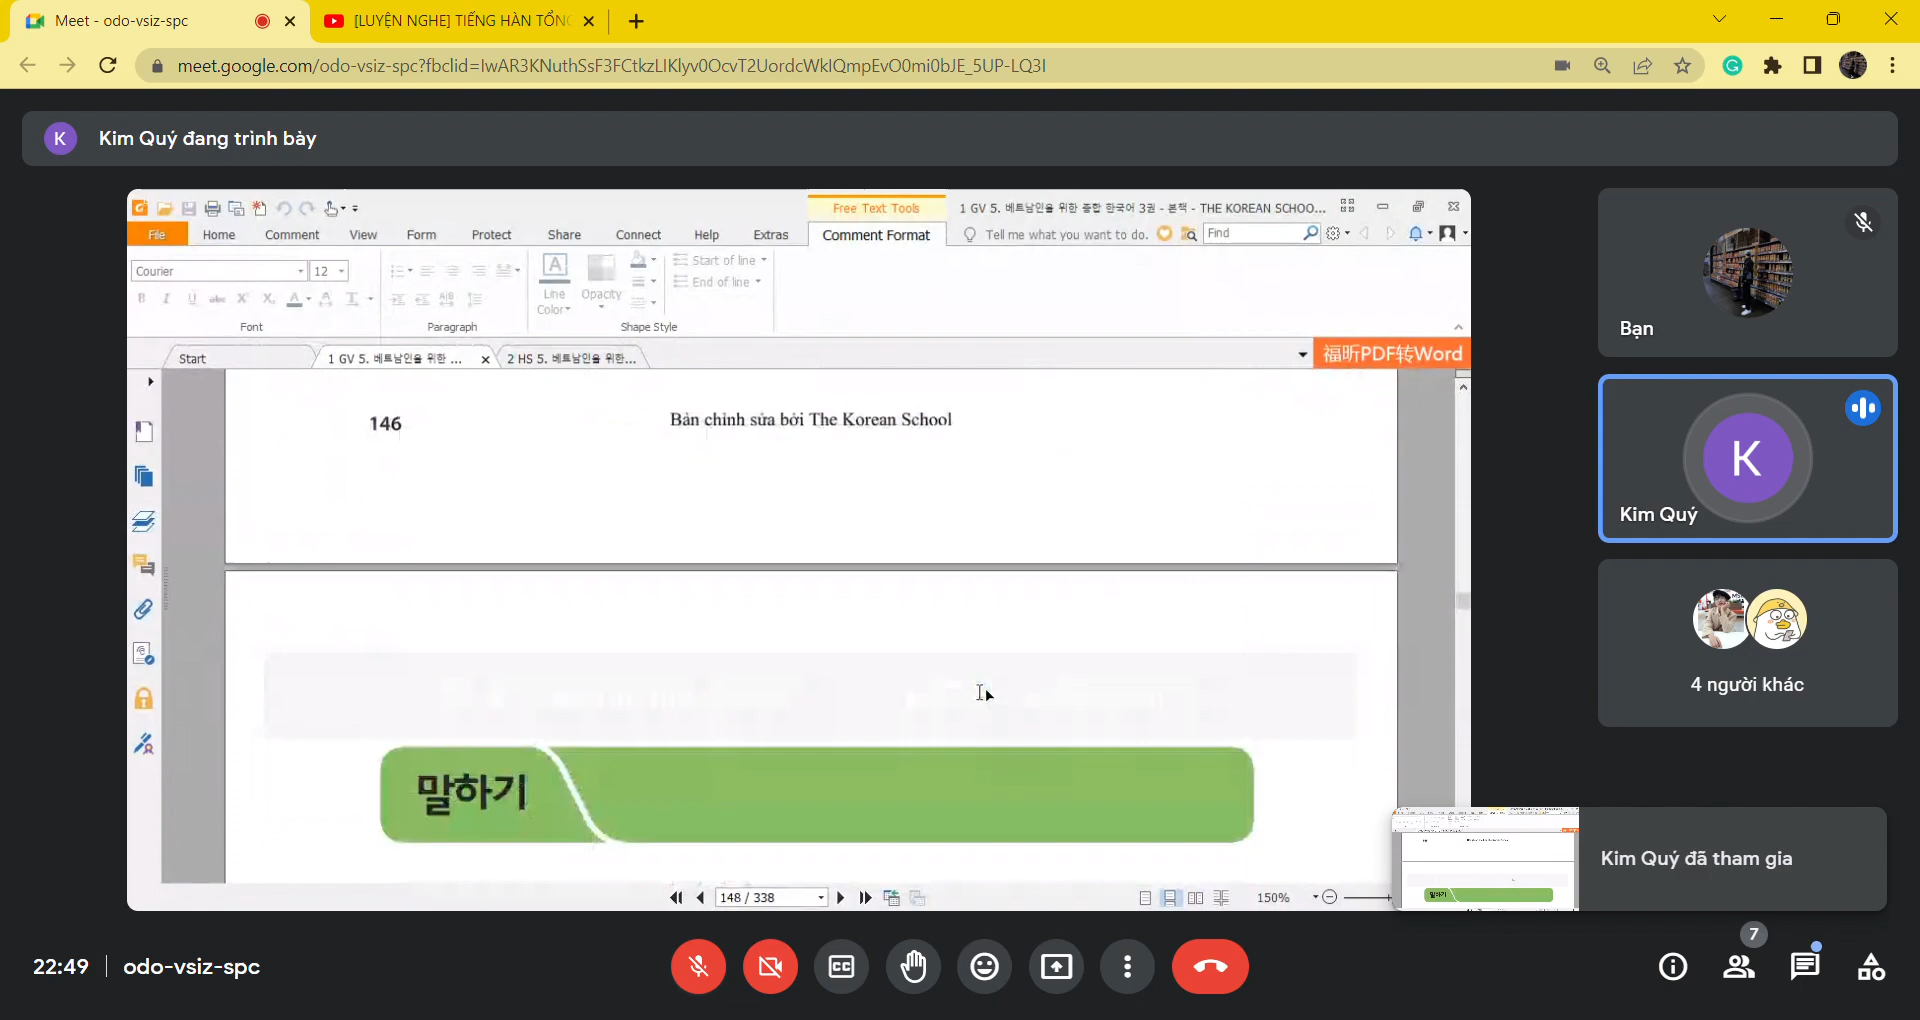 Meet - odo-vsiz-spc
[LUYỆN NGHE] TIẾNG HÀN TỔNG
meet.google.com/odo-vsiz-spc?fbclid=IwAR3KNuthSsF3FCtkzLIKlyv0OcvT2UordcWkIQmpEvO0mi0bJE_5UP-LQ3I
K
Kim Quý đang trình bày
Free Text Tools
1 GV 5. 베트남인을 위한 종합 한국어 3권 - 본책 - THE KOREAN SCHOO...
File
Home
Comment
View
Form
Protect
Share
Connect
Help
Extras
Comment Format
Tell me what you want to do.
Find
Courier
12
Font
Paragraph
Line
Color
Opacity
Start of line
End of line
Shape Style
Start
1 GV 5. 베트남인을 위한 ...
2 HS 5. 베트남인을 위한...
福昕PDF转Word
146
Bản chỉnh sửa bởi The Korean School
말하기
148 / 338
150%
Bạn
K
Kim Quý
4 người khác
Kim Quý đã tham gia
22:49
odo-vsiz-spc
7